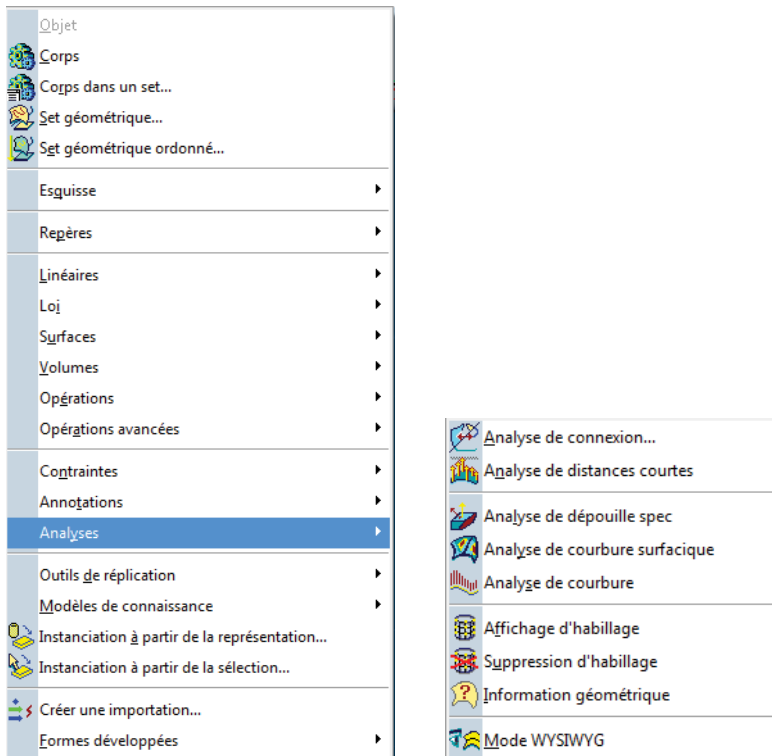 Objet
Corps
Corps dans un set...
Set géométrique...
Set géométrique ordonné...
Esquisse
Repères
Linéaires
Loi
Surfaces
Volumes
Opérations
Opérations avancées
Contraintes
Annotations
Analyses
Outils de réplication
Modèles de connaissance
Instanciation à partir de la représentation...
Instanciation à partir de la sélection...
Créer une importation...
Formes développées
Analyse de connexion...
Analyse de distances courtes
Analyse de dépouille spec
Analyse de courbure surfacique
Analyse de courbure
Affichage d'habillage
Suppression d'habillage
Information géométrique
Mode WYSIWYG